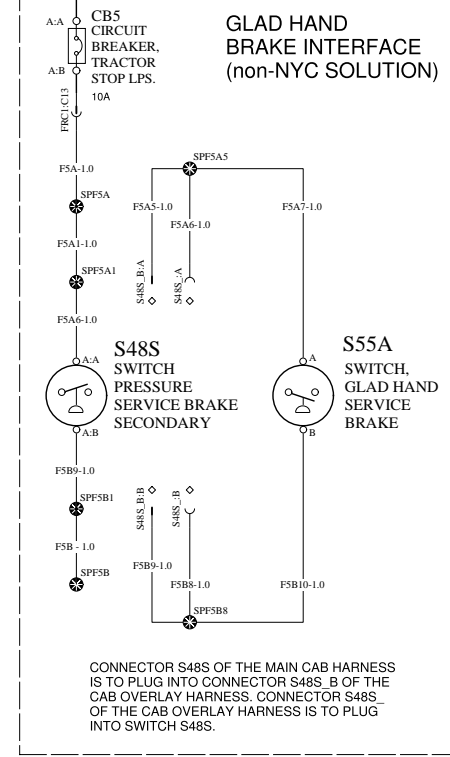 GLAD HAND
BRAKE INTERFACE
(non-NYC SOLUTION)
A:A
CB5
CIRCUIT
BREAKER,
TRACTOR
STOP LPS.
A:B
10A
FRC1:C13
F5A-1.0
SPF5A
F5A1-1.0
SPF5A1
F5A6-1.0
SPF5A5
F5A5-1.0
F5A6-1.0
F5A7-1.0
S48S_B:A
S48S_:A
A:A
S48S
SWITCH
PRESSURE
SERVICE BRAKE
SECONDARY
A:B
A
S55A
SWITCH,
GLAD HAND
SERVICE
BRAKE
B
F5B9-1.0
SPF5B1
F5B - 1.0
SPF5B
S48S_B:B
S48S_:B
F5B9-1.0
F5B8-1.0
F5B10-1.0
SPF5B8
CONNECTOR S48S OF THE MAIN CAB HARNESS
IS TO PLUG INTO CONNECTOR S48S_B OF THE
CAB OVERLAY HARNESS. CONNECTOR S48S_
OF THE CAB OVERLAY HARNESS IS TO PLUG
INTO SWITCH S48S.